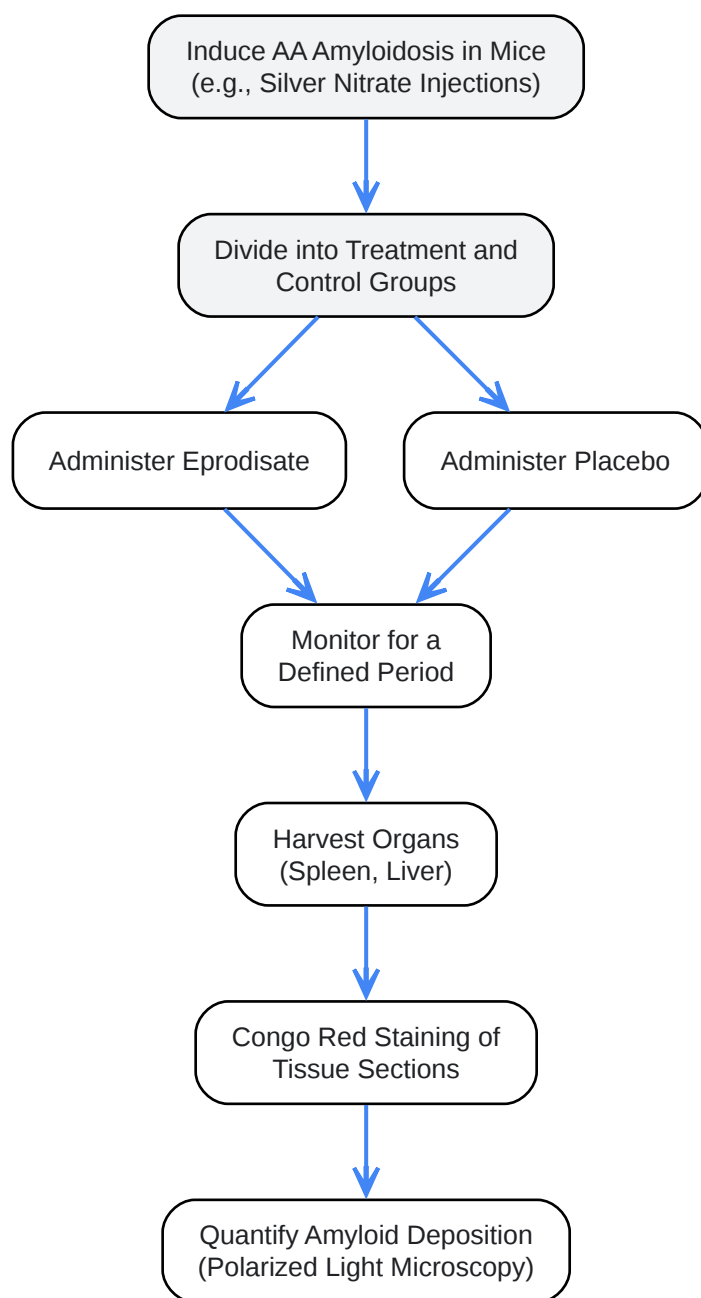 Induce AA Amyloidosis in Mice
(e.g., Silver Nitrate Injections)
Divide into Treatment and
Control Groups
Administer Eprodisate
Administer Placebo
Monitor for a
Defined Period
Harvest Organs
(Spleen, Liver)
Congo Red Staining of
Tissue Sections
Quantify Amyloid Deposition
(Polarized Light Microscopy)